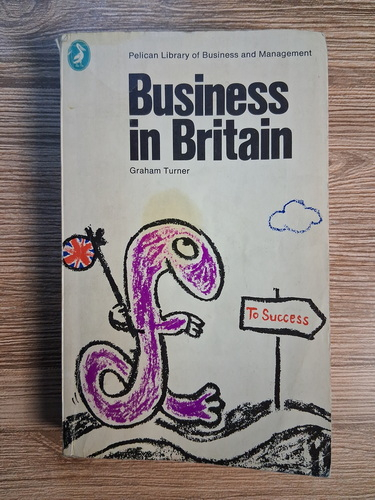 Pelican Library of Business and Management
Business
in Britain
Graham Turner
To Success